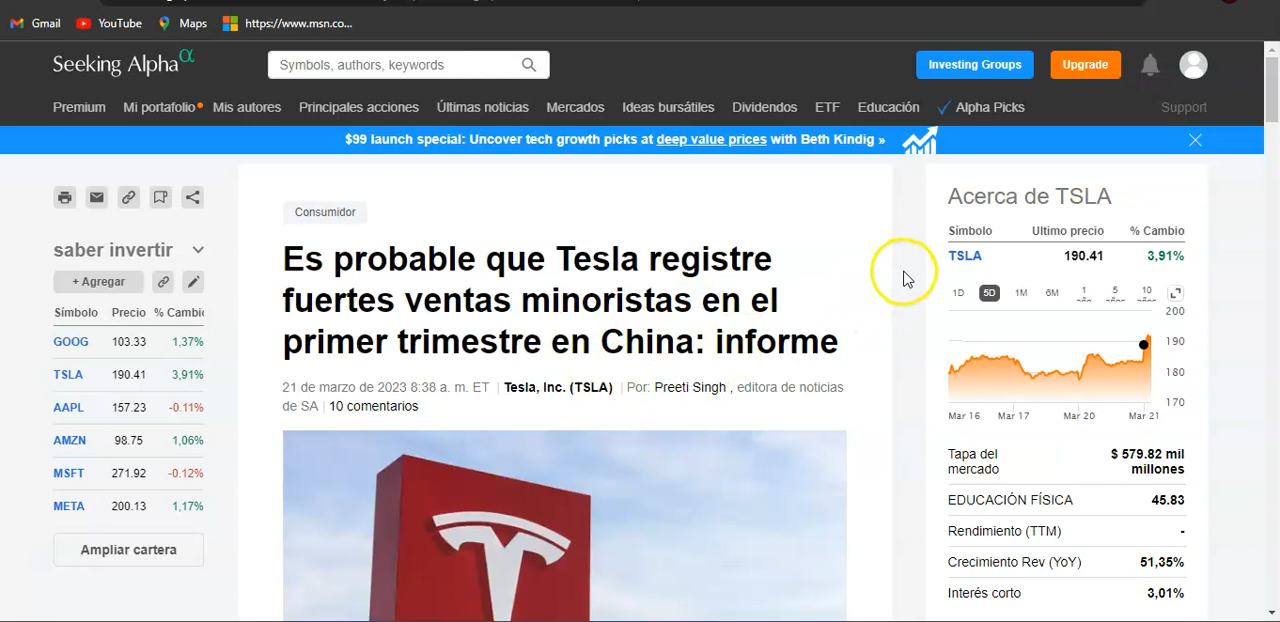 Gmail YouTube Maps https://www.msn.co...
Seeking Alpha α
Symbols, authors, keywords
Investing Groups
Upgrade
Premium Mi portafolio Mis autores Principales acciones Últimas noticias Mercados Ideas bursátiles Dividendos ETF Educación Alpha Picks Support
$99 launch special: Uncover tech growth picks at deep value prices with Beth Kindig »
saber invertir
+ Agregar
Símbolo Precio % Cambio
GOOG 103.33 1,37%
TSLA 190.41 3,91%
AAPL 157.23 -0.11%
AMZN 98.75 1,06%
MSFT 271.92 -0.12%
META 200.13 1,17%
Ampliar cartera
Consumidor
Es probable que Tesla registre
fuertes ventas minoristas en el
primer trimestre en China: informe
21 de marzo de 2023 8:38 a. m. ET | Tesla, Inc. (TSLA) | Por: Preeti Singh , editora de noticias
de SA | 10 comentarios
Acerca de TSLA
Símbolo Ultimo precio % Cambio
TSLA 190.41 3,91%
1D 5D 1M 6M 1 año 5 años 10 años
200
190
180
170
Mar 16 Mar 17 Mar 20 Mar 21
Tapa del
mercado
$ 579.82 mil
millones
EDUCACIÓN FÍSICA 45.83
Rendimiento (TTM) -
Crecimiento Rev (YoY) 51,35%
Interés corto 3,01%